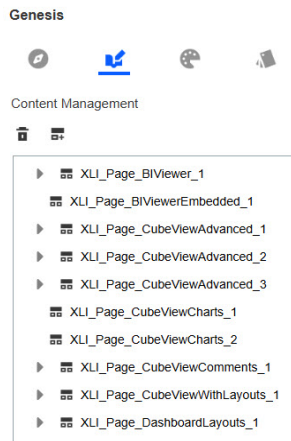 Genesis
Content Management
XLI_Page_BIViewer_1
XLI_Page_BIViewerEmbedded_1
XLI_Page_CubeViewAdvanced_1
XLI_Page_CubeViewAdvanced_2
XLI_Page_CubeViewAdvanced_3
XLI_Page_CubeViewCharts_1
XLI_Page_CubeViewCharts_2
XLI_Page_CubeViewComments_1
XLI_Page_CubeViewWithLayouts_1
XLI_Page_DashboardLayouts_1